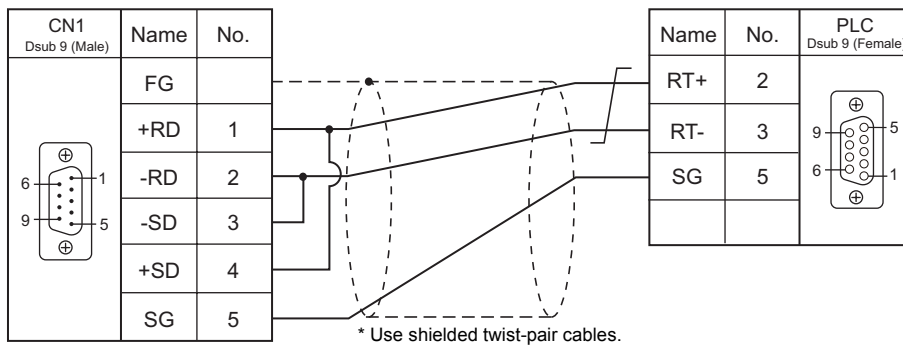 CN1
Dsub 9 (Male)
Name
No.
FG
+RD
1
-RD
2
-SD
3
+SD
4
SG
5
6
1
9
5
* Use shielded twist-pair cables.
Name
No.
PLC
Dsub 9 (Female)
RT+
2
RT-
3
SG
5
9
5
6
1